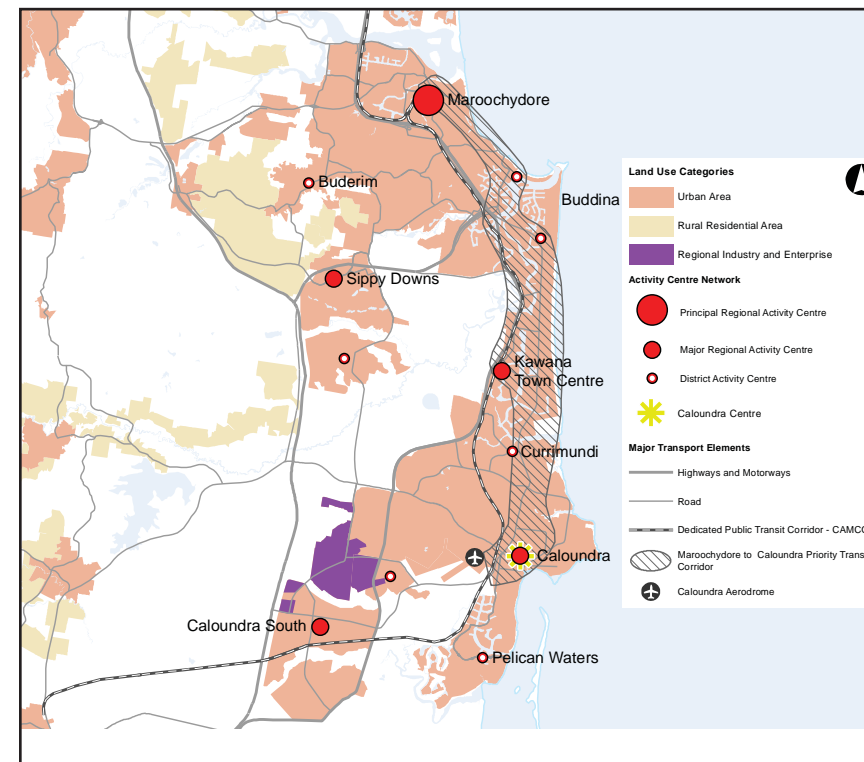 Maroochydore
Buderim
Buddina
Sippy Downs
Kawana
Town Centre
Currimundi
Caloundra
Caloundra South
Pelican Waters
Land Use Categories
Urban Area
Rural Residential Area
Regional Industry and Enterprise
Activity Centre Network
Principal Regional Activity Centre
Major Regional Activity Centre
District Activity Centre
Caloundra Centre
Major Transport Elements
Highways and Motorways
Road
Dedicated Public Transit Corridor - CAMCO
Maroochydore to Caloundra Priority Trans
Corridor
Caloundra Aerodrome